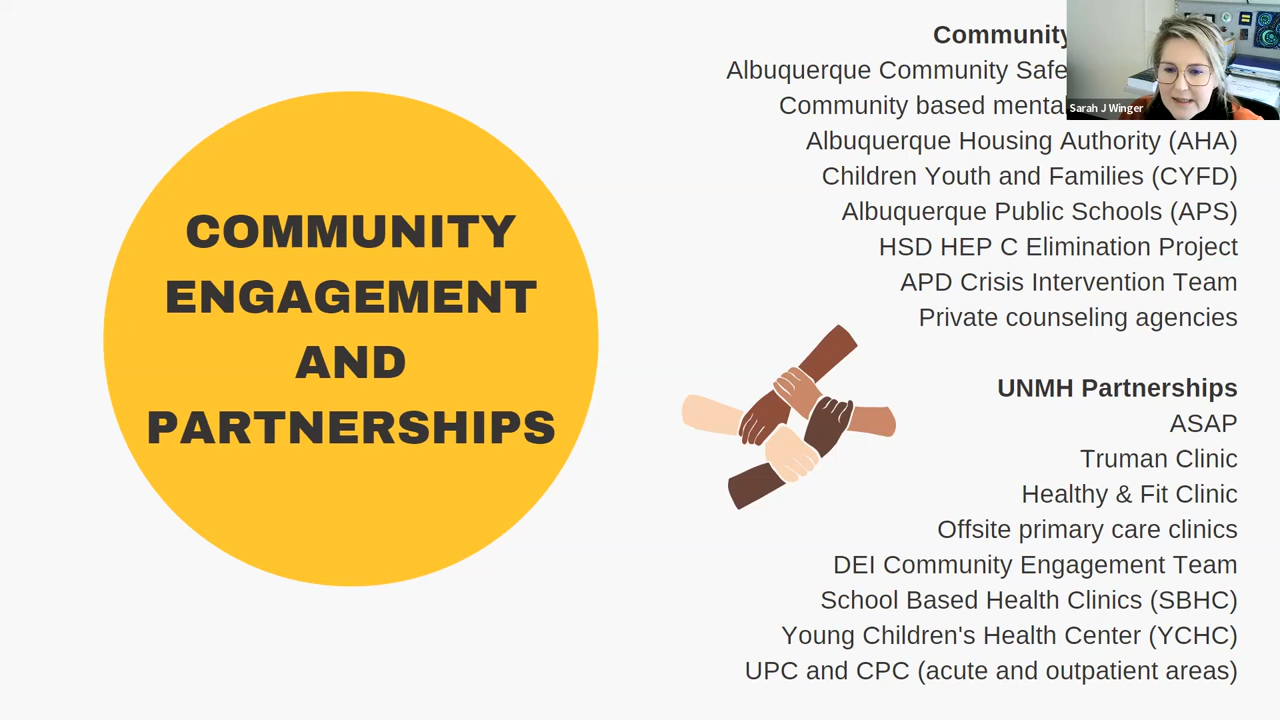 COMMUNITY
ENGAGEMENT
AND
PARTNERSHIPS
Community
Albuquerque Community Safe
Community based menta
Albuquerque Housing Authority (AHA)
Children Youth and Families (CYFD)
Albuquerque Public Schools (APS)
HSD HEP C Elimination Project
APD Crisis Intervention Team
Private counseling agencies
UNMH Partnerships
ASAP
Truman Clinic
Healthy & Fit Clinic
Offsite primary care clinics
DEI Community Engagement Team
School Based Health Clinics (SBHC)
Young Children's Health Center (YCHC)
UPC and CPC (acute and outpatient areas)
Sarah J Winger